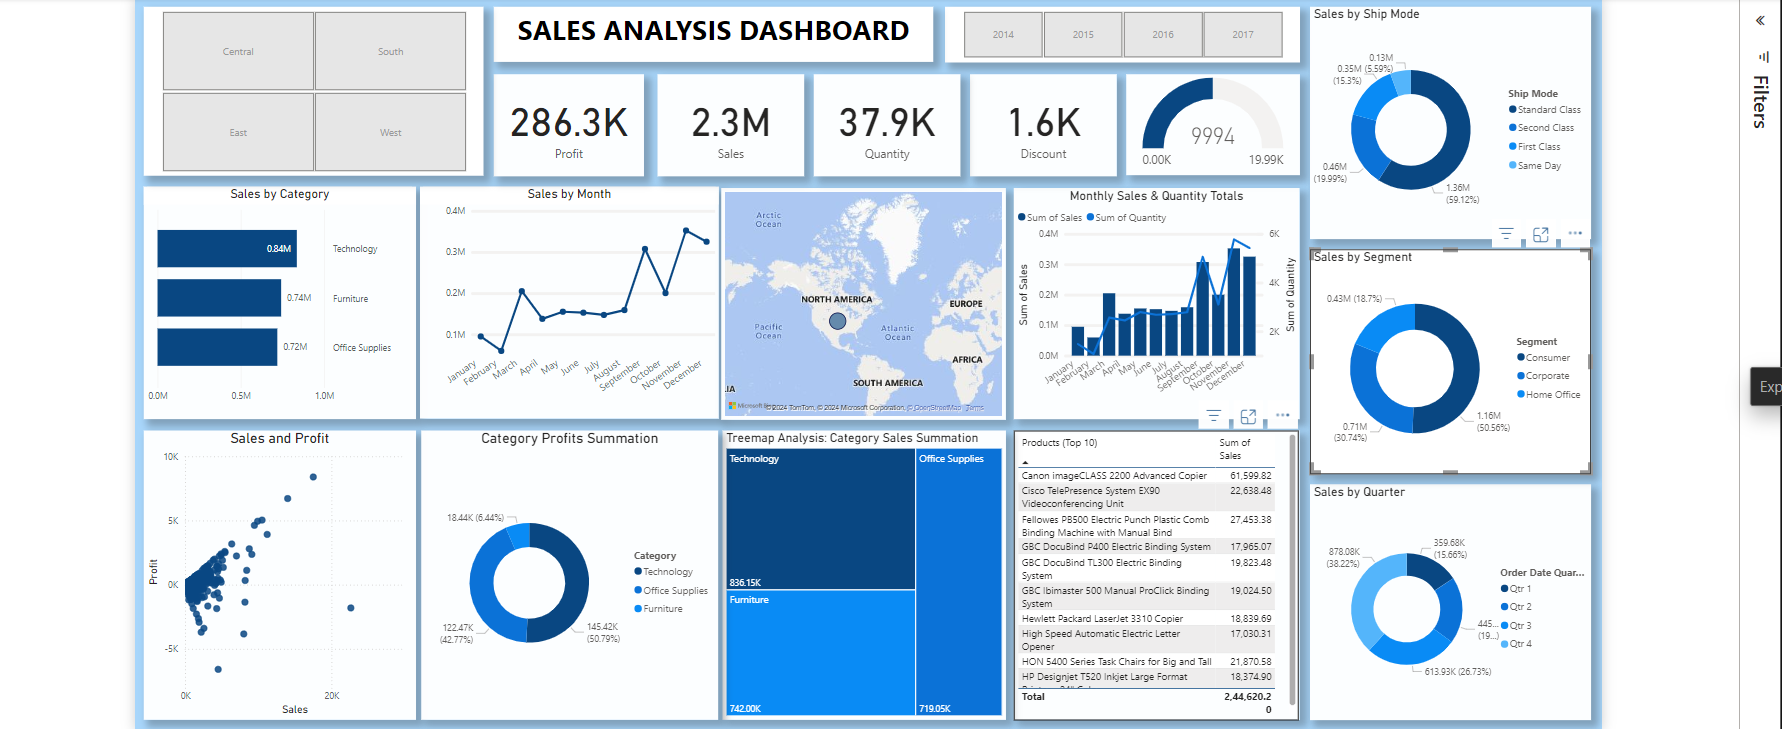 Central
South
East
West
SALES ANALYSIS DASHBOARD
2014
2015
2016
2017
286.3K
Profit
2.3M
Sales
37.9K
Quantity
1.6K
Discount
9994
0.00K
19.99K
Sales by Ship Mode
0.13M
(5.59%)
0.35M
(15.3%)
0.46M
(19.99%)
1.36M
(59.12%)
Ship Mode
Standard Class
Second Class
First Class
Same Day
Filters
Sales by Category
0.84M
Technology
0.74M
Furniture
0.72M
Office Supplies
0.0M
0.5M
1.0M
Sales by Month
0.4M
0.3M
0.2M
0.1M
January
February
March
April
May
June
July
August
September
October
November
December
Arctic
Ocean
NORTH AMERICA
EUROPE
Pacific
Ocean
Atlantic
Ocean
AFRICA
SOUTH AMERICA
IA
© 2024 TomTom, © 2024 Microsoft Corporation, © OpenStreetMap Terms
Monthly Sales & Quantity Totals
Sum of Sales
Sum of Quantity
0.4M
0.3M
0.2M
0.1M
0.0M
6K
4K
2K
Sum of Sales
Sum of Quantity
January
February
March
April
May
June
July
August
September
October
November
December
Sales by Segment
0.43M (18.7%)
0.71M
(30.74%)
1.16M
(50.56%)
Segment
Consumer
Corporate
Home Office
Exp
Sales and Profit
10K
5K
0K
-5K
Profit
0K
20K
Sales
Category Profits Summation
18.44K (6.44%)
122.47K
(42.77%)
145.42K
(50.79%)
Category
Technology
Office Supplies
Furniture
Treemap Analysis: Category Sales Summation
Technology
836.15K
Office Supplies
719.05K
Furniture
742.00K
Products (Top 10)
Sum of
Sales
Canon imageCLASS 2200 Advanced Copier 61,599.82
Cisco TelePresence System EX90 22,638.48
Videoconferencing Unit
Fellowes PB500 Electric Punch Plastic Comb 27,453.38
Binding Machine with Manual Bind
GBC DocuBind P400 Electric Binding System 17,965.07
GBC DocuBind TL300 Electric Binding 19,823.48
System
GBC Ibimaster 500 Manual ProClick Binding 19,024.50
System
Hewlett Packard LaserJet 3310 Copier 18,839.69
High Speed Automatic Electric Letter 17,030.31
Opener
HON 5400 Series Task Chairs for Big and Tall 21,870.58
HP Designjet T520 Inkjet Large Format 18,374.90
Total 2,44,620.2
0
Sales by Quarter
359.68K
(15.66%)
445...
(19...)
613.93K (26.73%)
878.08K
(38.22%)
Order Date Quar...
Qtr 1
Qtr 2
Qtr 3
Qtr 4